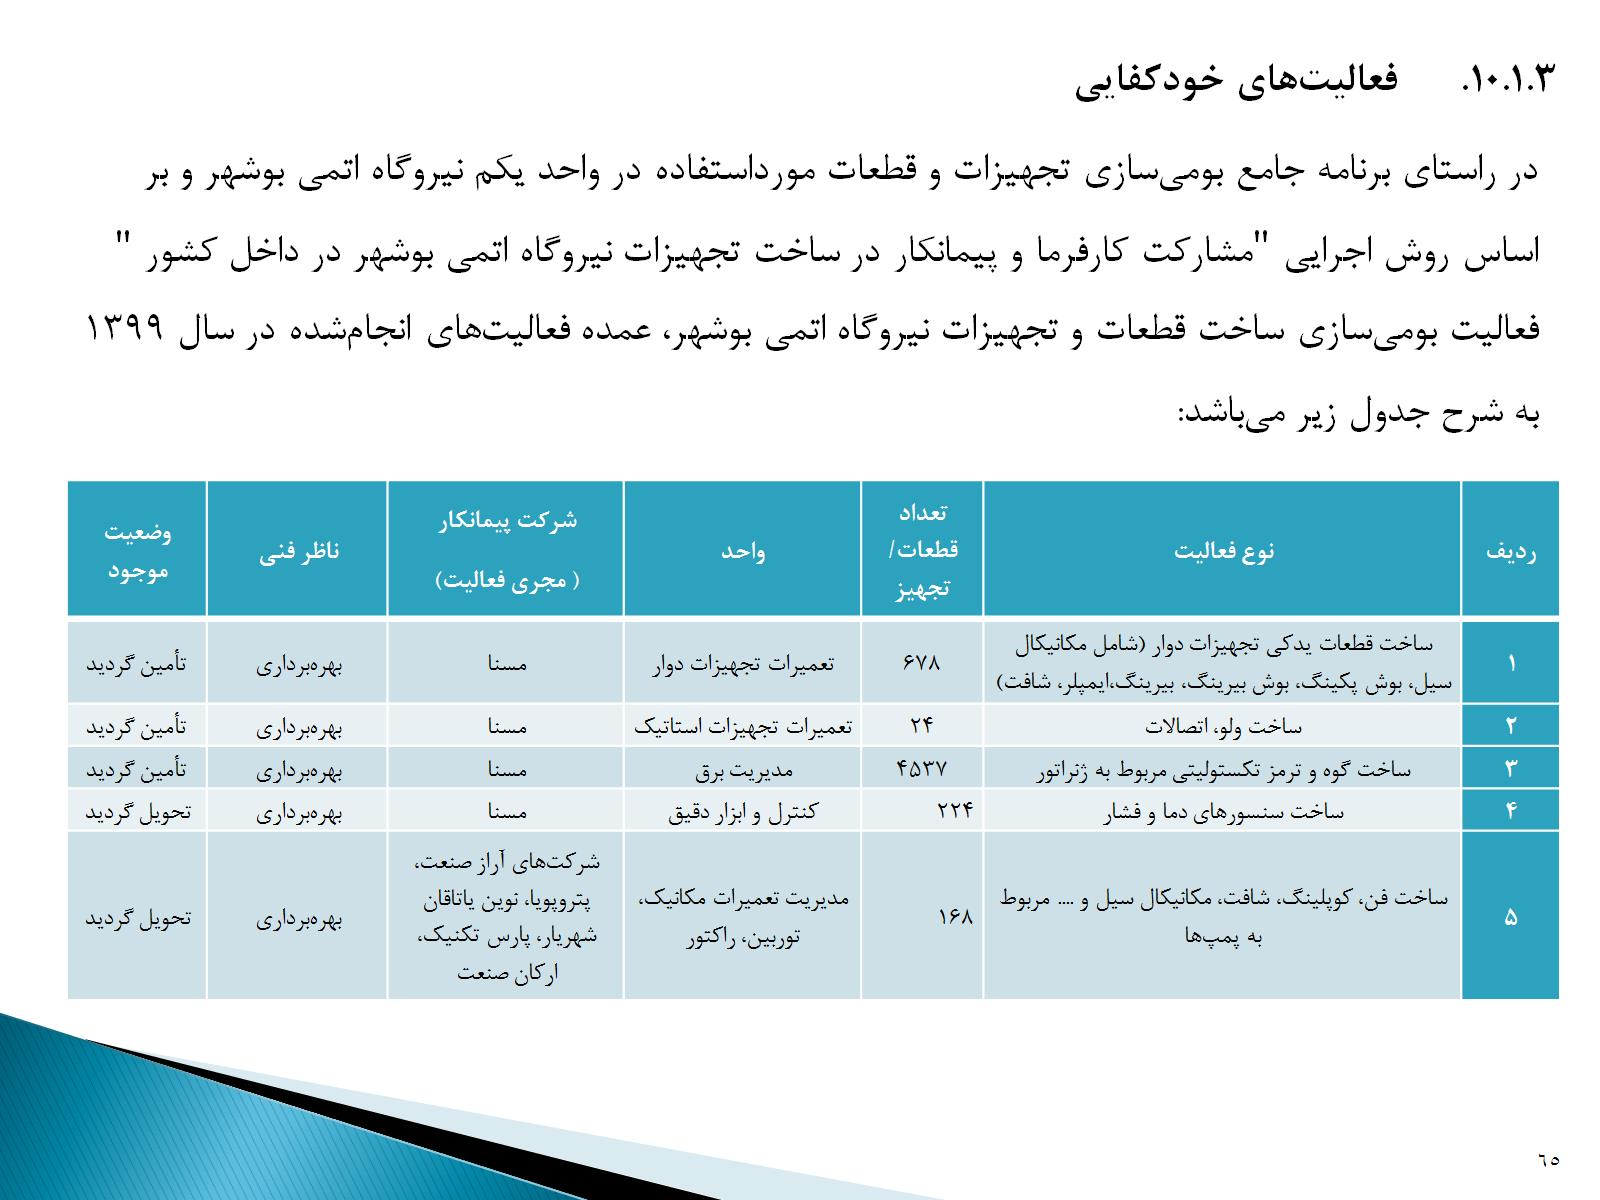 ۱۰.۱.۳. فعالیت‌های خودکفایی
در راستای برنامه جامع بومی‌سازی تجهیزات و قطعات مورداستفاده در واحد یکم نیروگاه اتمی بوشهر و بر
اساس روش اجرایی "مشارکت کارفرما و پیمانکار در ساخت تجهیزات نیروگاه اتمی بوشهر در داخل کشور "
فعالیت بومی‌سازی ساخت قطعات و تجهیزات نیروگاه اتمی بوشهر، عمده فعالیت‌های انجام‌شده در سال ۱۳۹۹
به شرح جدول زیر می‌باشد:
ردیف
نوع فعالیت
تعداد
قطعات/
تجهیز
واحد
شرکت پیمانکار
( مجری فعالیت)
ناظر فنی
وضعیت
موجود
۱
ساخت قطعات یدکی تجهیزات دوار (شامل مکانیکال
سیل، بوش پکینگ، بوش بیرینگ، بیرینگ،ایمپلر، شافت)
۶۷۸
تعمیرات تجهیزات دوار
مسنا
بهره‌برداری
تأمین گردید
۲
ساخت ولو، اتصالات
۲۴
تعمیرات تجهیزات استاتیک
مسنا
بهره‌برداری
تأمین گردید
۳
ساخت گوه و ترمز تکستولیتی مربوط به ژنراتور
۴۵۳۷
مدیریت برق
مسنا
بهره‌برداری
تأمین گردید
۴
ساخت سنسورهای دما و فشار
۲۲۴
کنترل و ابزار دقیق
مسنا
بهره‌برداری
تحویل گردید
۵
ساخت فن، کوپلینگ، شافت، مکانیکال سیل و .... مربوط
به پمپ‌ها
۱۶۸
مدیریت تعمیرات مکانیک،
توربین، راکتور
شرکت‌های آراز صنعت،
پتروپویا، نوین یاتاقان
شهریار، پارس تکنیک،
ارکان صنعت
بهره‌برداری
تحویل گردید
٦٥